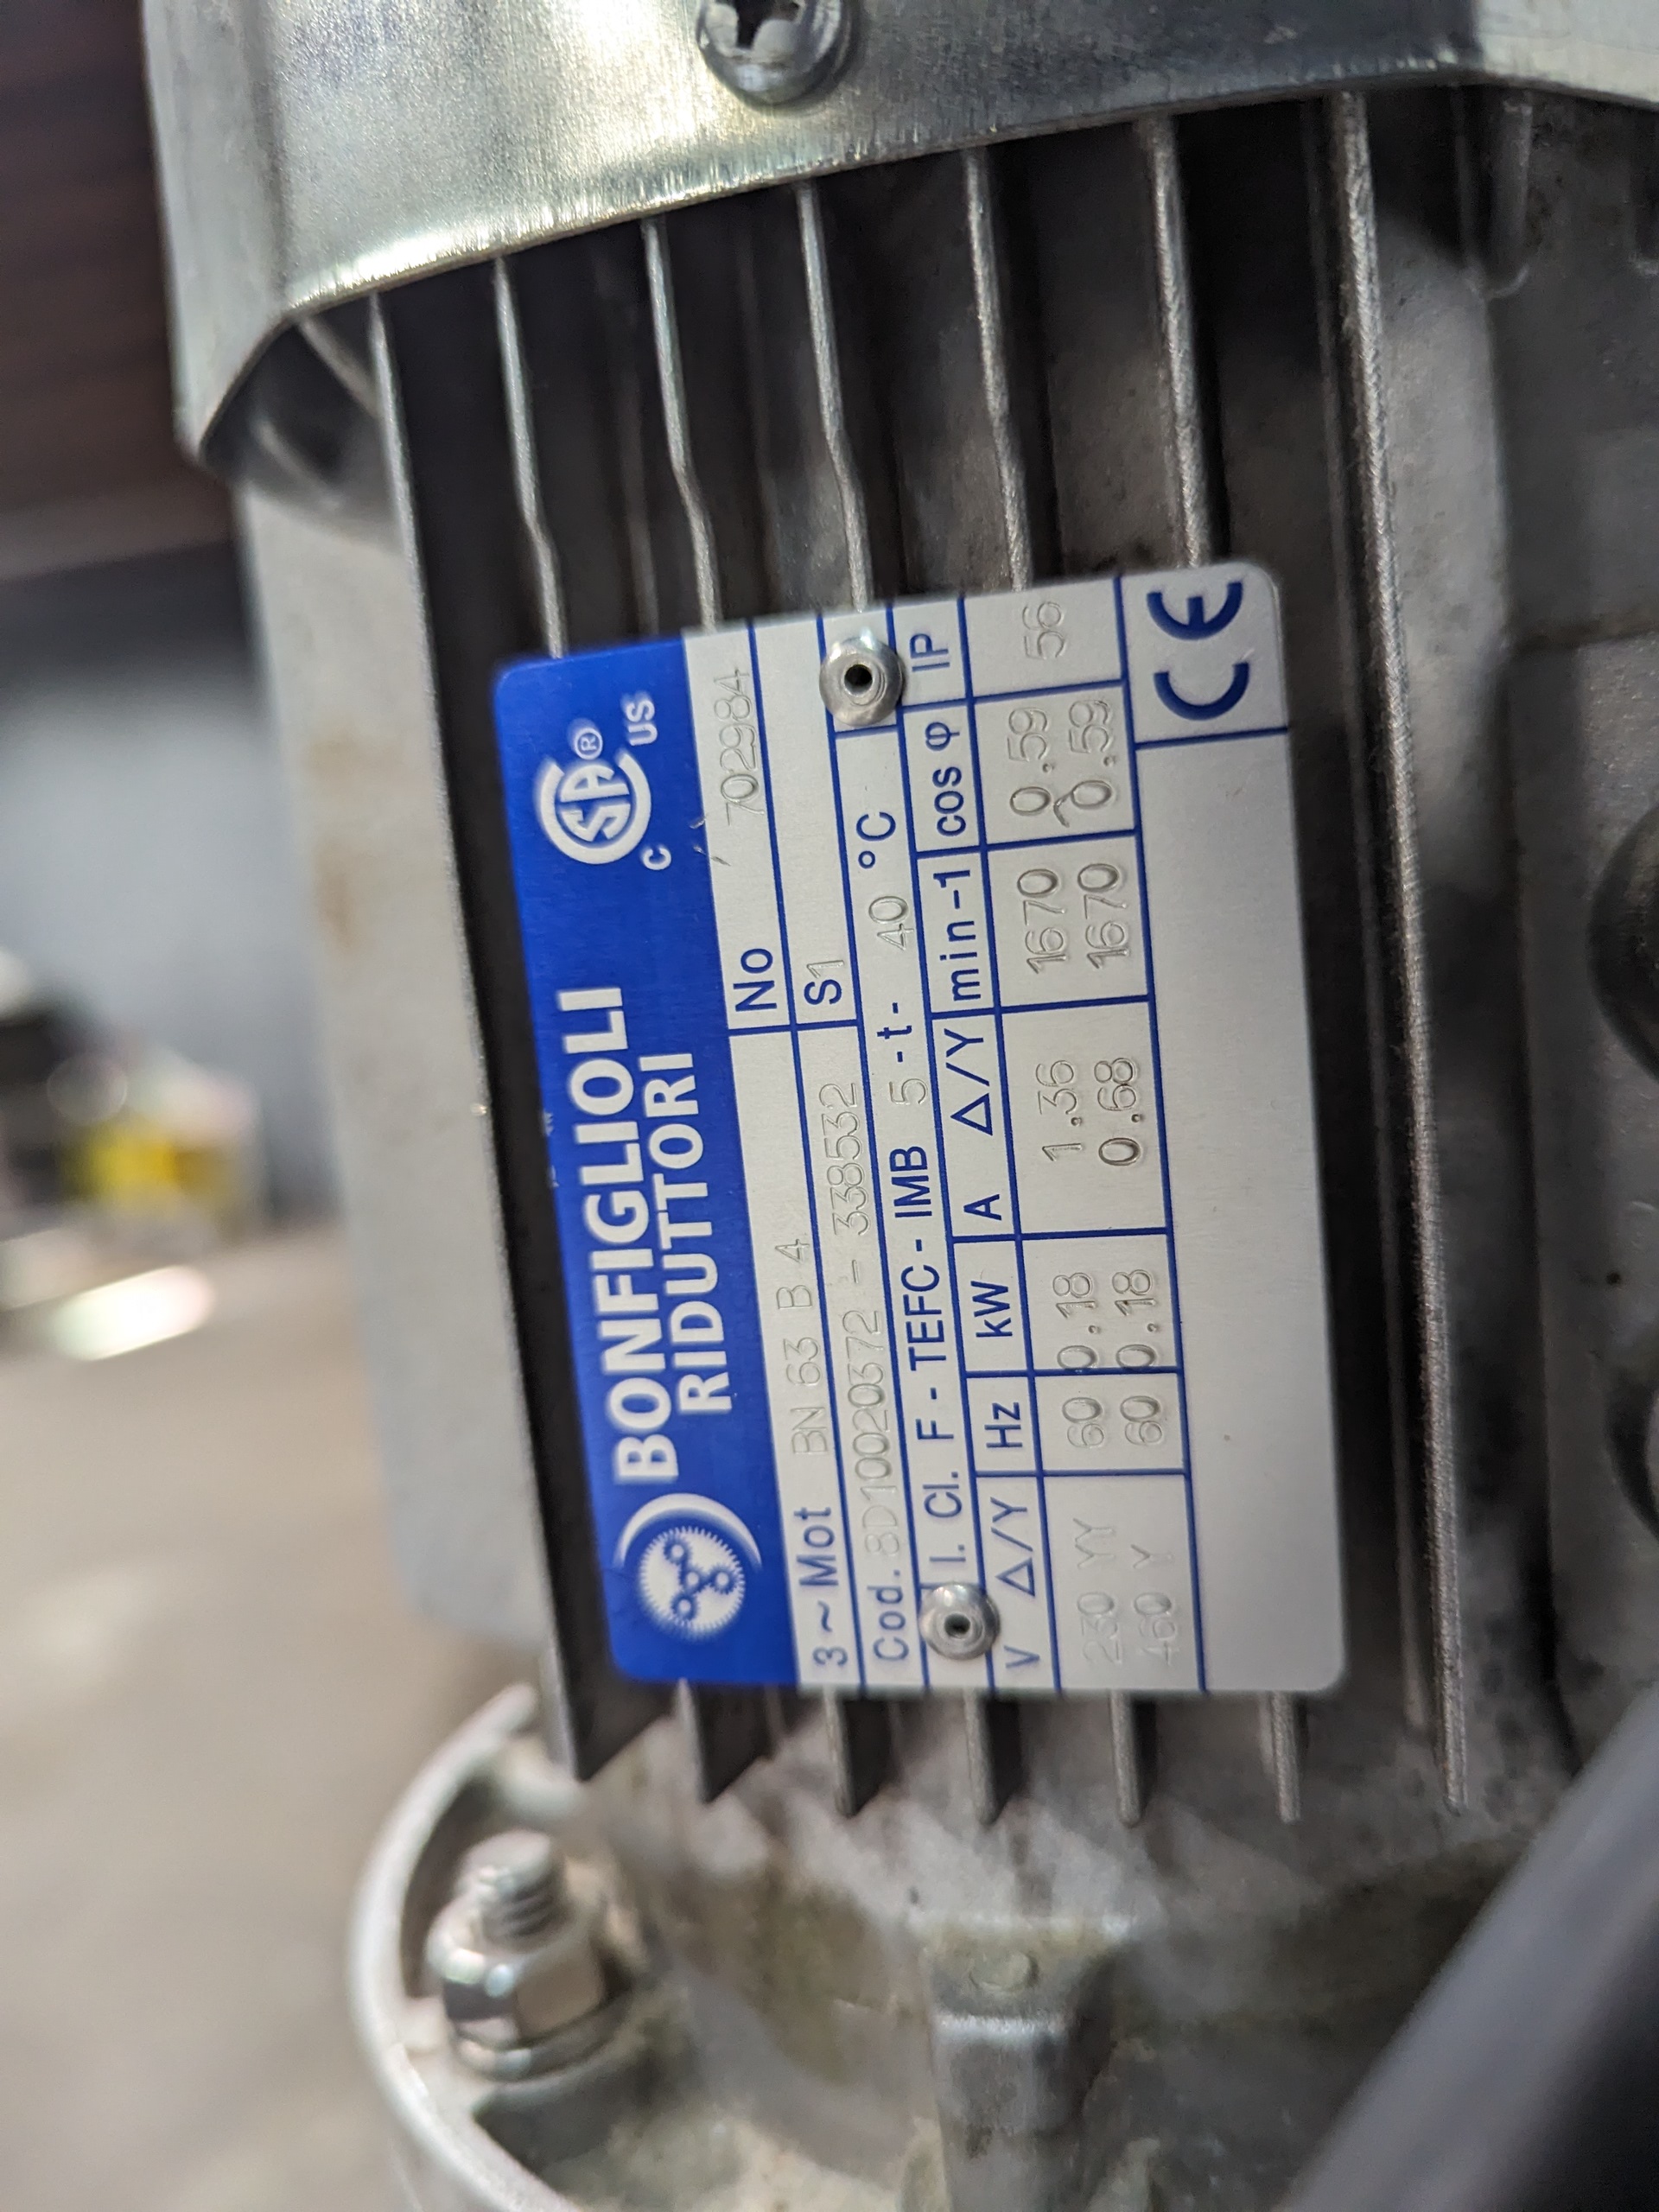 BONFIGLIOLI
RIDUTTORI
CSA® C US
3~Mot BN 63 B 4 No 702984
Cod. 8D10020372 - 338532 S1
I. Cl. F - TEFC - IMB 5 -t- 40 °C
V Δ/Y Hz kW A Δ/Y min-1 cos φ IP
230 YY 60 0.18 1.36 1670 0.59 56
460 Y 60 0.18 0.68 1670 0.59
CE